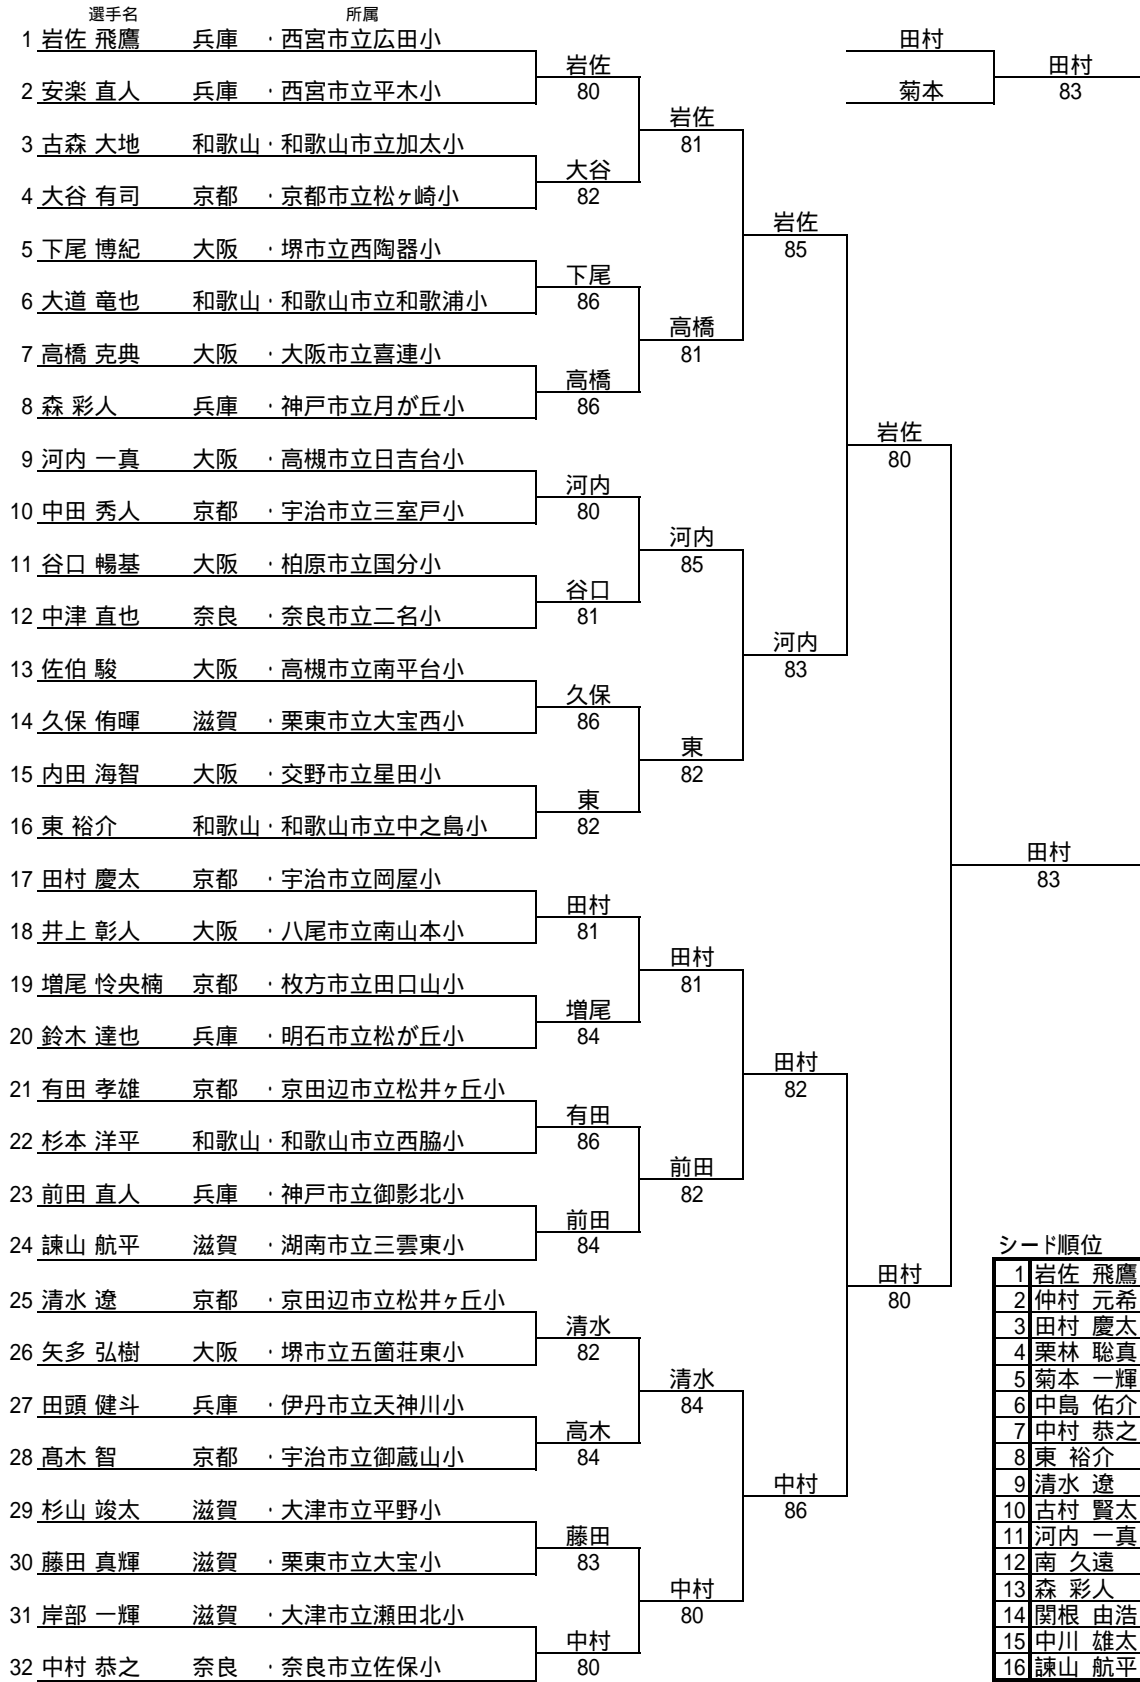 選手名 所属
1 岩佐 飛鷹 兵庫 ・西宮市立広田小
2 安楽 直人 兵庫 ・西宮市立平木小
3 古森 大地 和歌山・和歌山市立加太小
4 大谷 有司 京都 ・京都市立松ヶ崎小
5 下尾 博紀 大阪 ・堺市立西陶器小
6 大道 竜也 和歌山・和歌山市立和歌浦小
7 高橋 克典 大阪 ・大阪市立喜連小
8 森 彩人 兵庫 ・神戸市立月が丘小
9 河内 一真 大阪 ・高槻市立日吉台小
10 中田 秀人 京都 ・宇治市立三室戸小
11 谷口 暢基 大阪 ・柏原市立国分小
12 中津 直也 奈良 ・奈良市立二名小
13 佐伯 駿 大阪 ・高槻市立南平台小
14 久保 侑暉 滋賀 ・栗東市立大宝西小
15 内田 海智 大阪 ・交野市立星田小
16 東 裕介 和歌山・和歌山市立中之島小
17 田村 慶太 京都 ・宇治市立岡屋小
18 井上 彰人 大阪 ・八尾市立南山本小
19 増尾 怜央楠 京都 ・枚方市立田口山小
20 鈴木 達也 兵庫 ・明石市立松が丘小
21 有田 孝雄 京都 ・京田辺市立松井ヶ丘小
22 杉本 洋平 和歌山・和歌山市立西脇小
23 前田 直人 兵庫 ・神戸市立御影北小
24 諫山 航平 滋賀 ・湖南市立三雲東小
25 清水 遼 京都 ・京田辺市立松井ヶ丘小
26 矢多 弘樹 大阪 ・堺市立五箇荘東小
27 田頭 健斗 兵庫 ・伊丹市立天神川小
28 髙木 智 京都 ・宇治市立御蔵山小
29 杉山 竣太 滋賀 ・大津市立平野小
30 藤田 真輝 滋賀 ・栗東市立大宝小
31 岸部 一輝 滋賀 ・大津市立瀬田北小
32 中村 恭之 奈良 ・奈良市立佐保小
岩佐
80
大谷
82
下尾
86
高橋
86
河内
80
谷口
81
久保
86
東
82
田村
81
増尾
84
有田
86
前田
84
清水
82
高木
84
藤田
83
中村
80
岩佐
81
高橋
81
河内
85
東
82
田村
81
前田
82
清水
84
中村
80
岩佐
85
河内
83
田村
82
中村
86
岩佐
80
田村
80
田村
83
田村
菊本
田村
83
シード順位
1 岩佐 飛鷹
2 仲村 元希
3 田村 慶太
4 栗林 聡真
5 菊本 一輝
6 中島 佑介
7 中村 恭之
8 東 裕介
9 清水 遼
10 古村 賢太
11 河内 一真
12 南 久遠
13 森 彩人
14 関根 由浩
15 中川 雄太
16 諫山 航平